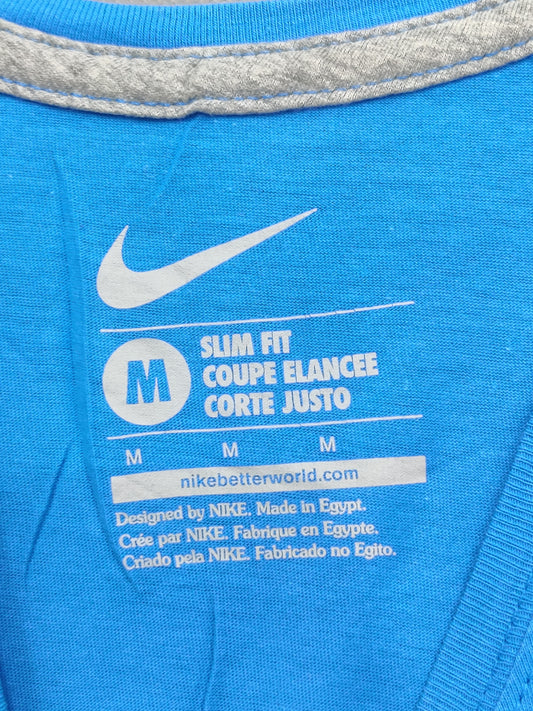 M
SLIM FIT
COUPE ELANCEE
CORTE JUSTO
M M M
nikebetterworld.com
Designed by NIKE. Made in Egypt.
Crée par NIKE. Fabrique en Egypte.
Criado pela NIKE. Fabricado no Egito.